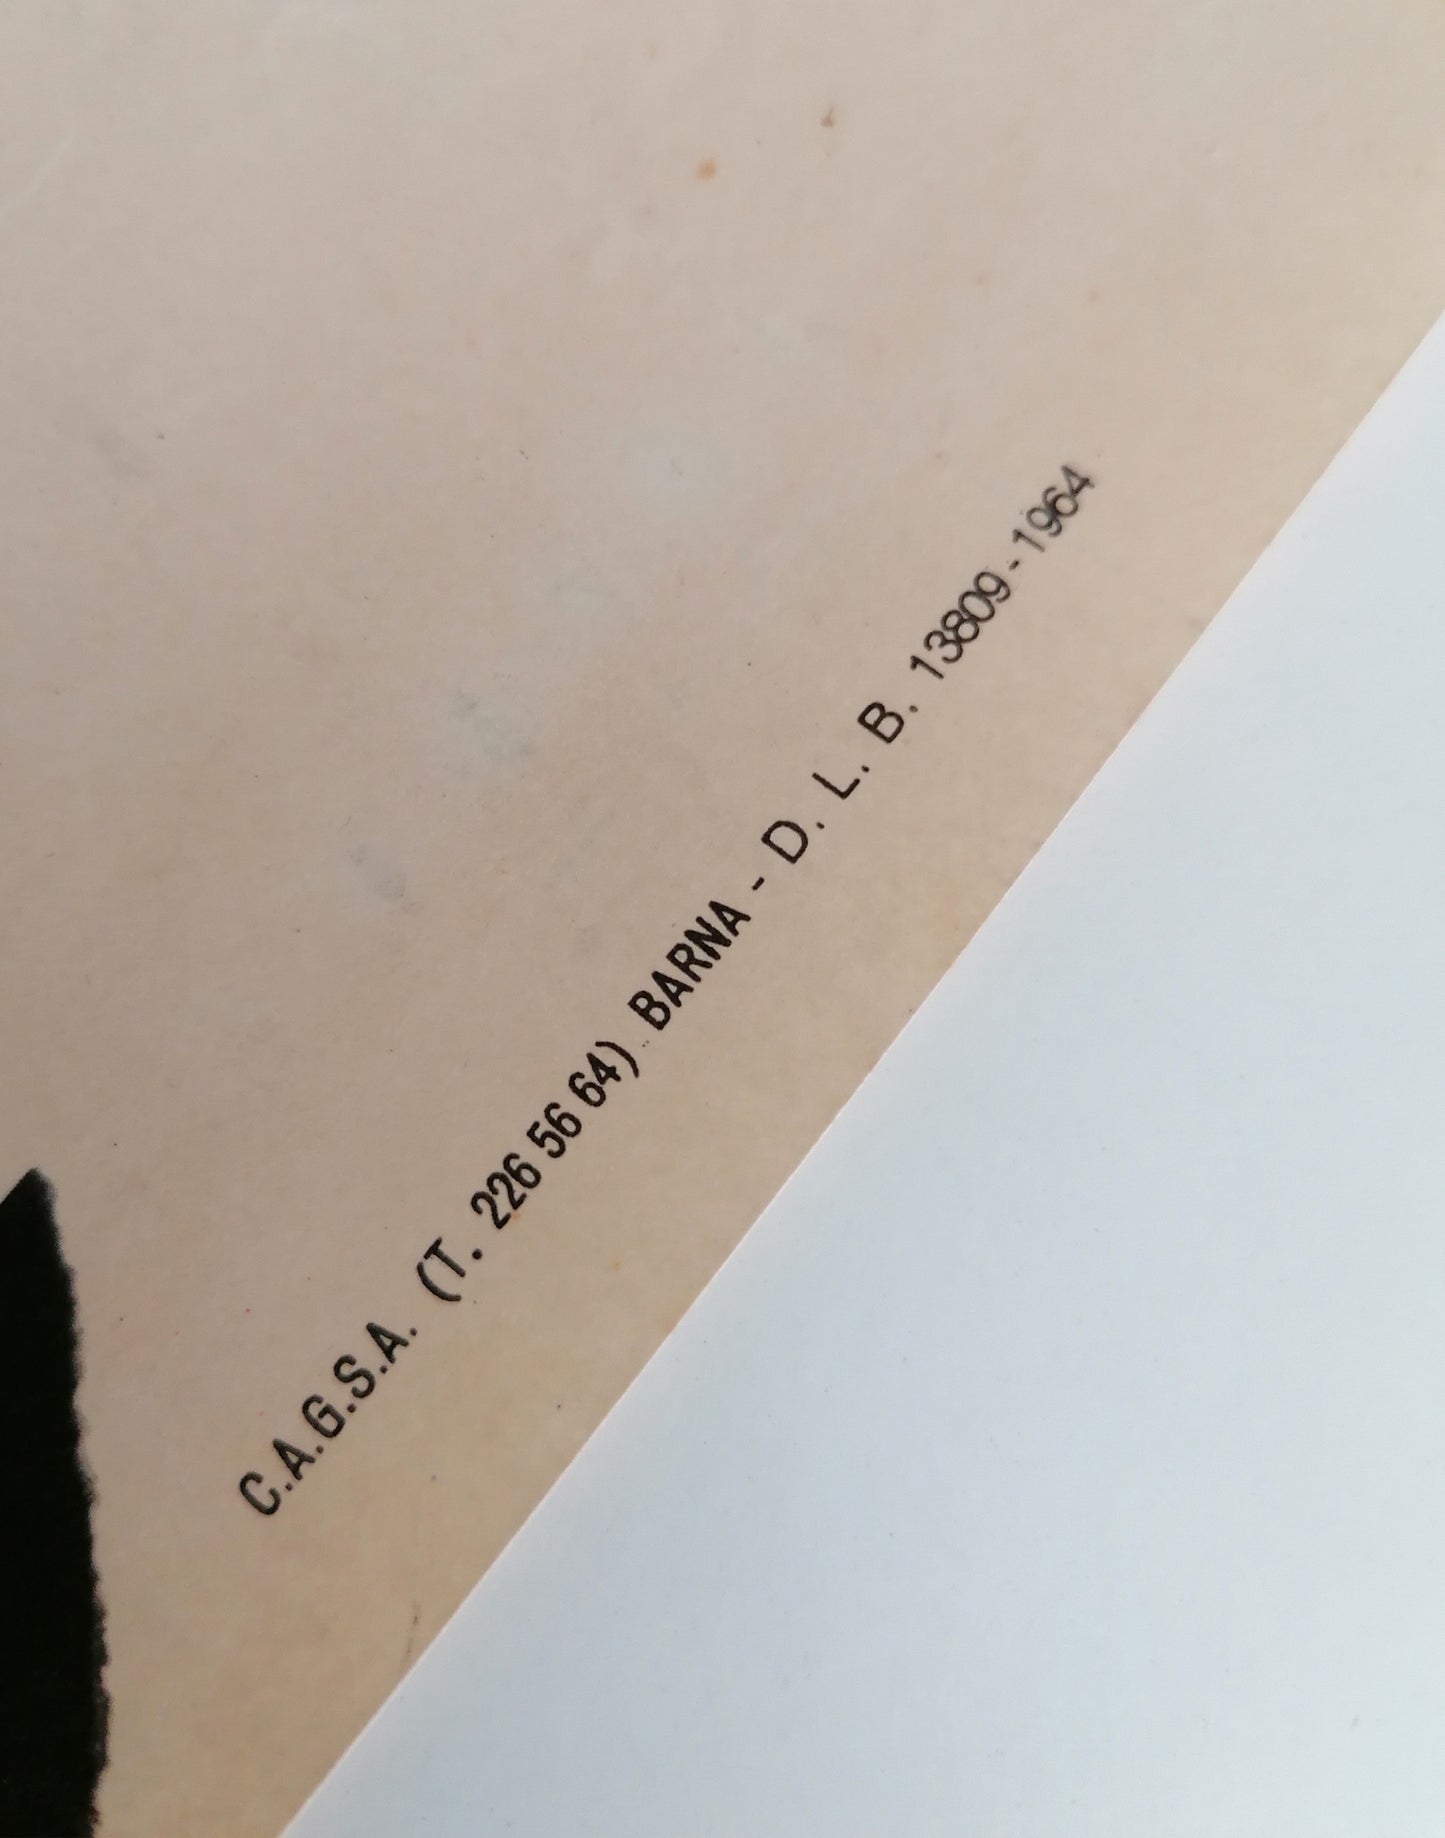 C.A.G.S.A. (T. 226 56 64) BARNA - D. L. B. 13809 - 1964